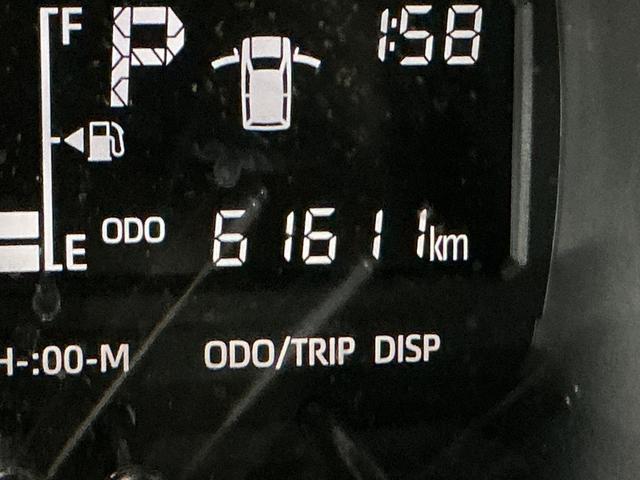 F P 1:58
E ODO 61611km
H-:00-M ODO/TRIP DISP